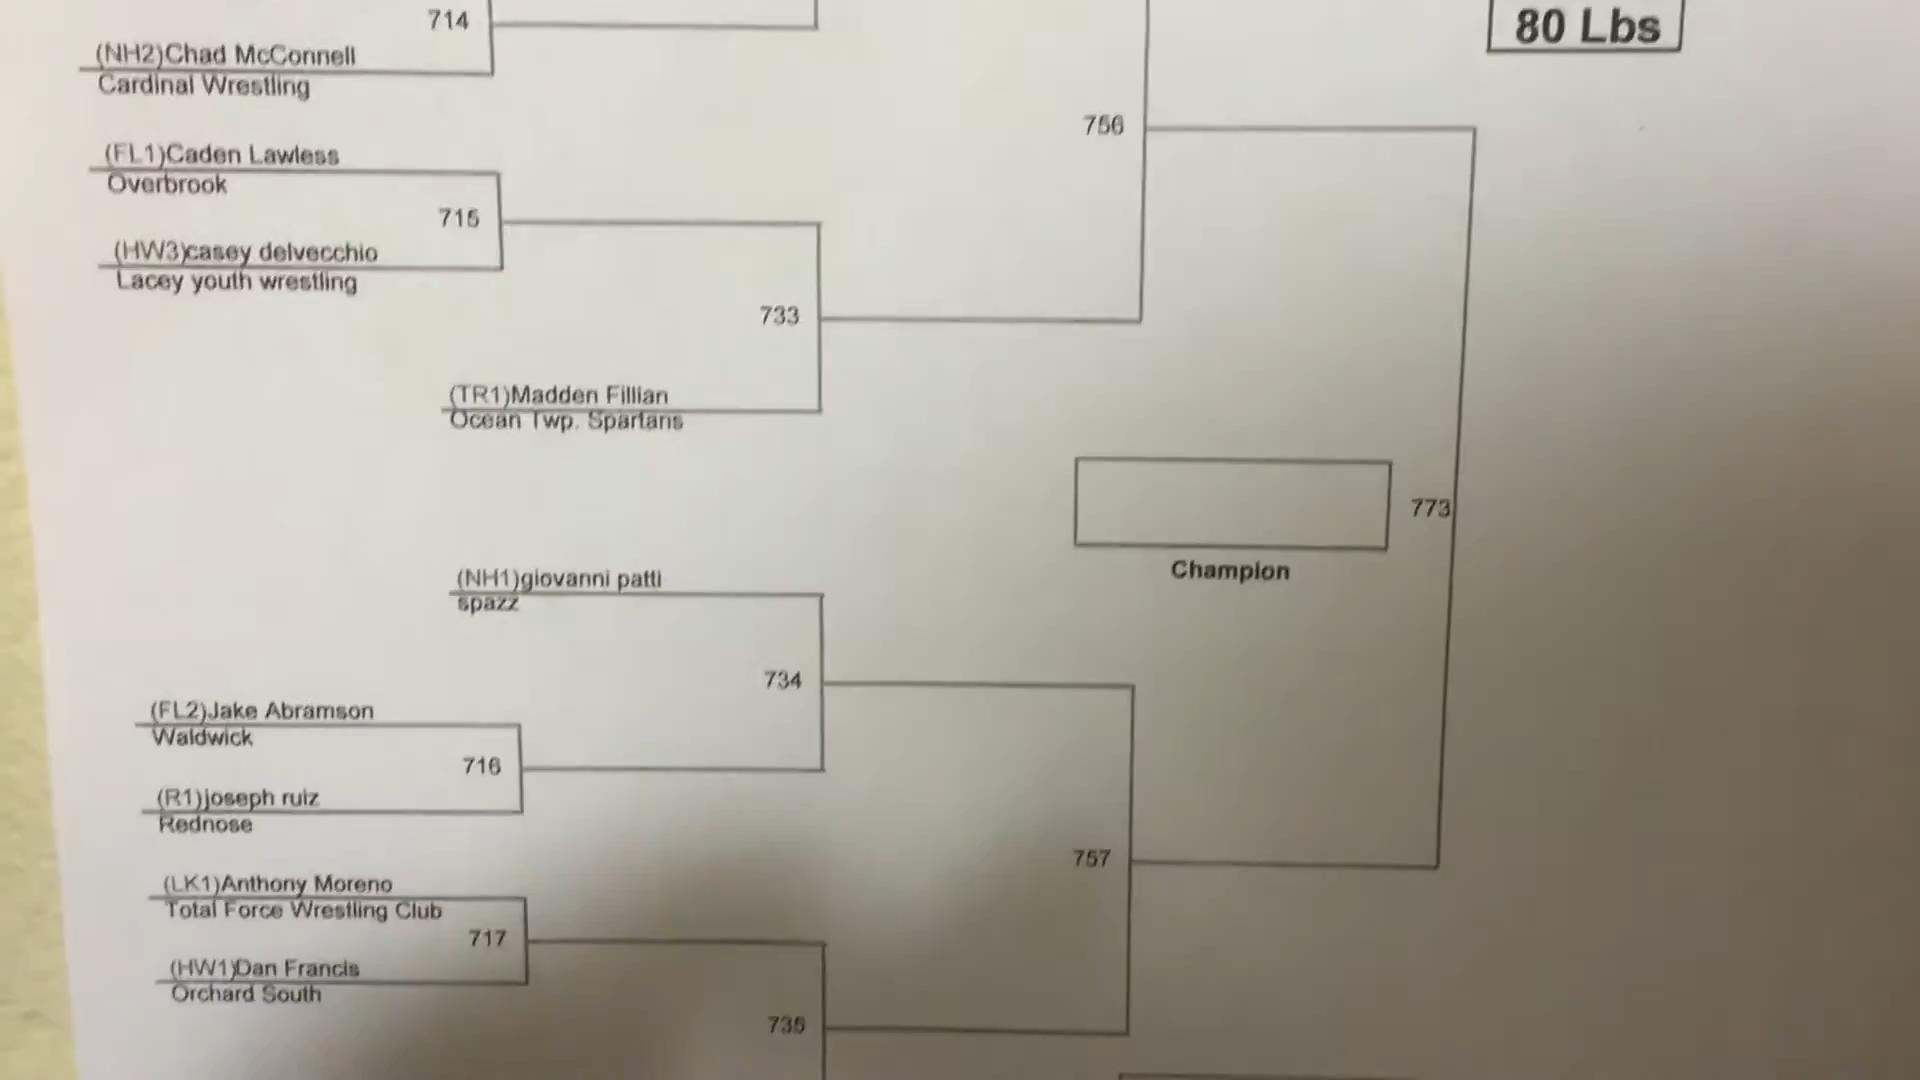 80 Lbs
714
(NH2)Chad McConnell
Cardinal Wrestling
756
(FL1)Caden Lawless
Overbrook
715
(HW3)casey delvecchio
Lacey youth wrestling
733
(TR1)Madden Fillian
Ocean Twp. Spartans
773
Champion
(NH1)giovanni patti
spazz
734
(FL2)Jake Abramson
Waldwick
716
(R1)joseph ruiz
Rednose
757
(LK1)Anthony Moreno
Total Force Wrestling Club
717
(HW1)Dan Francis
Orchard South
735